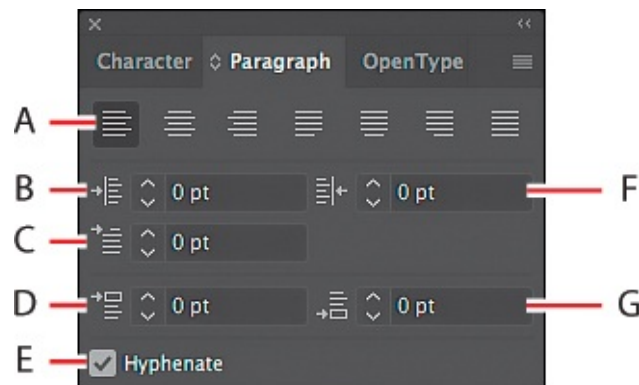 Character Paragraph OpenType
A
B 0 pt 0 pt F
C 0 pt
D 0 pt 0 pt G
E Hyphenate